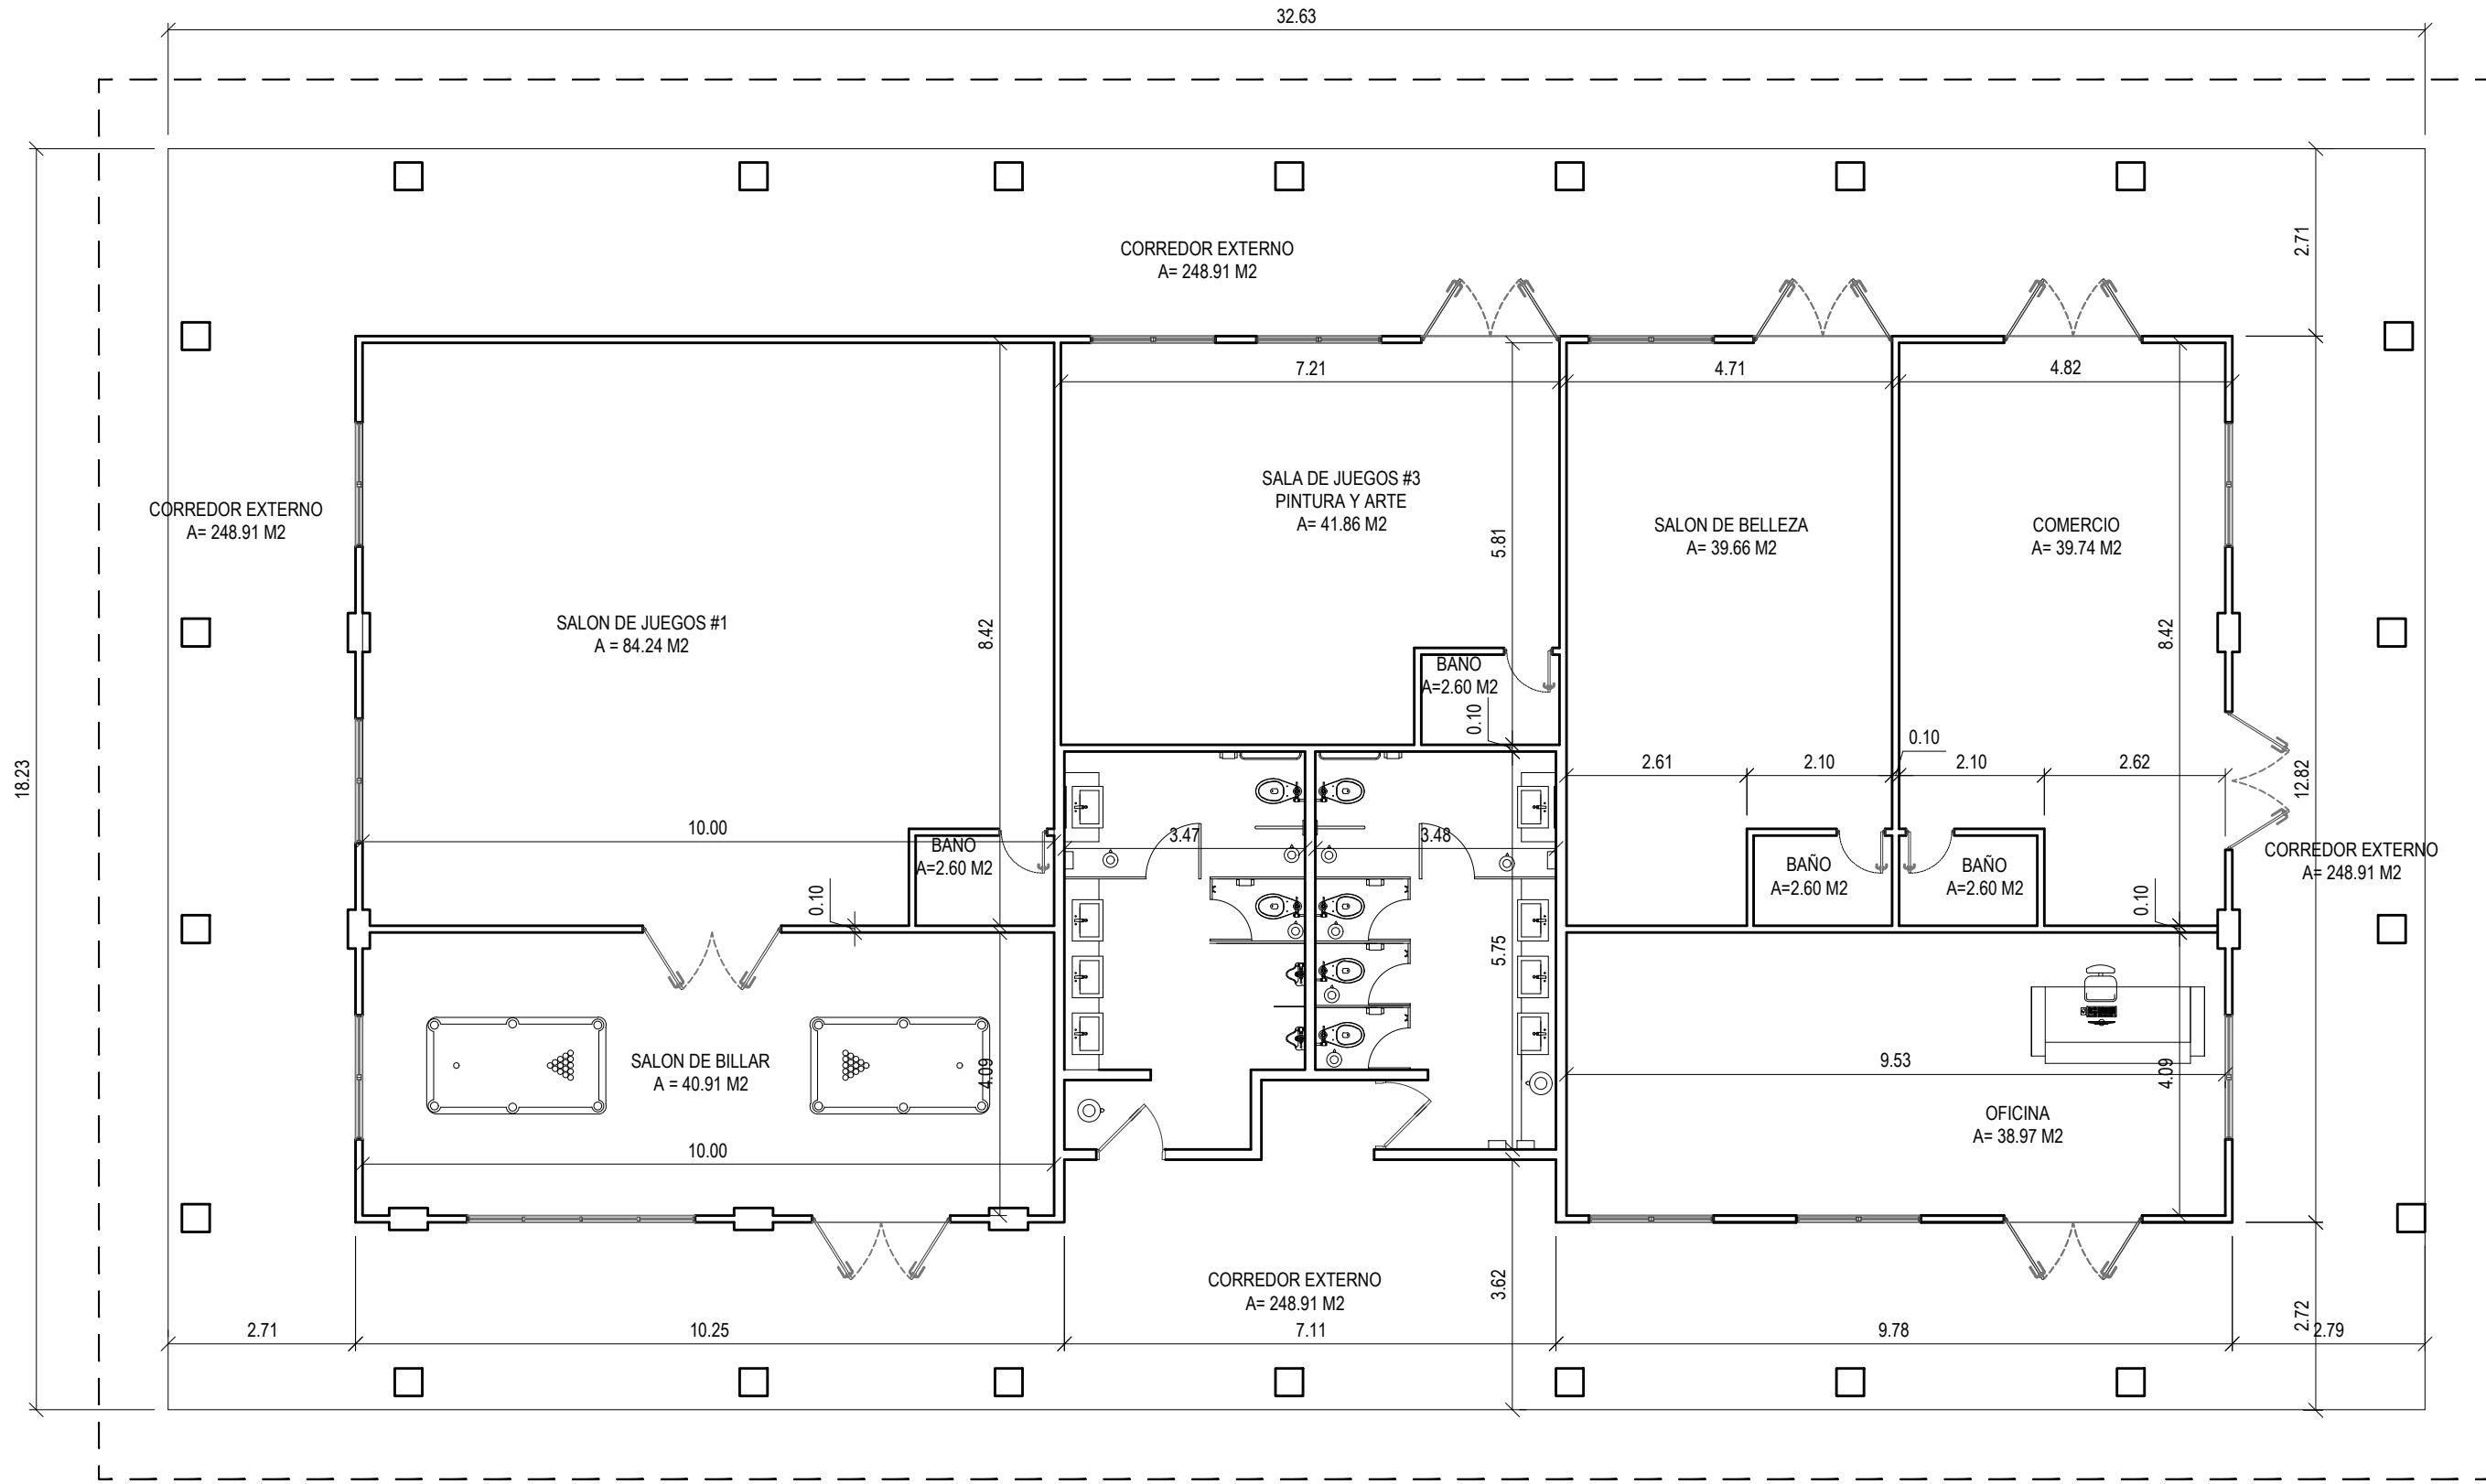 32.63
CORREDOR EXTERNO
A= 248.91 M2
2.71
7.21
4.71
4.82
SALA DE JUEGOS #3
PINTURA Y ARTE
A= 41.86 M2
CORREDOR EXTERNO
A= 248.91 M2
SALON DE BELLEZA
A= 39.66 M2
COMERCIO
A= 39.74 M2
5.81
SALON DE JUEGOS #1
A = 84.24 M2
8.42
8.42
BANO
A=2.60 M2
0.10
0.10
2.61
2.10
2.10
2.62
18.23
12.82
10.00
BANO
A=2.60 M2
3.47
3.48
BAÑO
A=2.60 M2
BAÑO
A=2.60 M2
CORREDOR EXTERNO
A= 248.91 M2
0.10
0.10
5.75
SALON DE BILLAR
A = 40.91 M2
4.09
9.53
4.09
OFICINA
A= 38.97 M2
10.00
CORREDOR EXTERNO
A= 248.91 M2
3.62
2.72
2.71
10.25
7.11
9.78
2.79